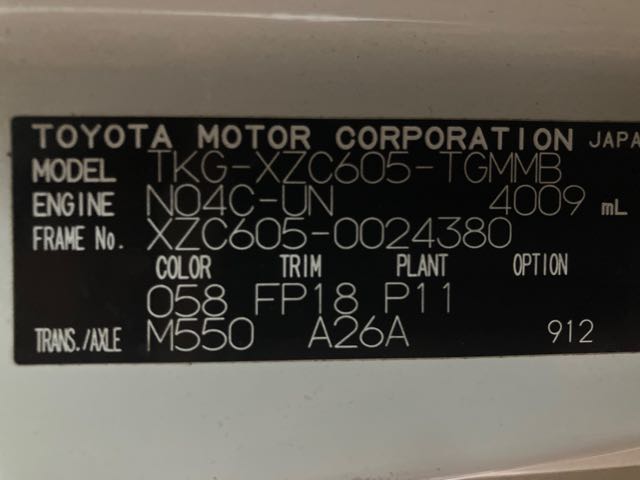 TOYOTA MOTOR CORPORATION JAPA
MODEL TKG-XZC605-TGMMB
ENGINE N04C-UN 4009 mL
FRAME No. XZC605-0024380
COLOR TRIM PLANT OPTION
058 FP18 P11
TRANS./AXLE M550 A26A 912